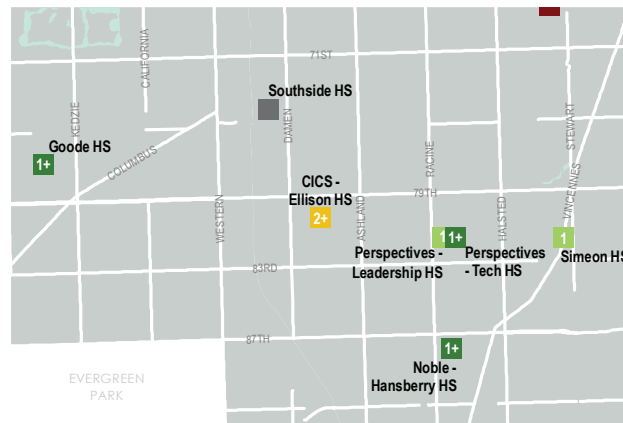 71ST
CALIFORNIA
Southside HS
KEDZIE
DAMEN
STEWART
Goode HS
1+
COLUMBUS
RACINE
CICS -
Ellison HS
79TH
2+
WESTERN
ASHLAND
HALSTED
VINCENNES
1
1+
1
Perspectives -
Leadership HS
Perspectives
- Tech HS
Simeon HS
83RD
87TH
1+
Noble -
Hansberry HS
EVERGREEN
PARK